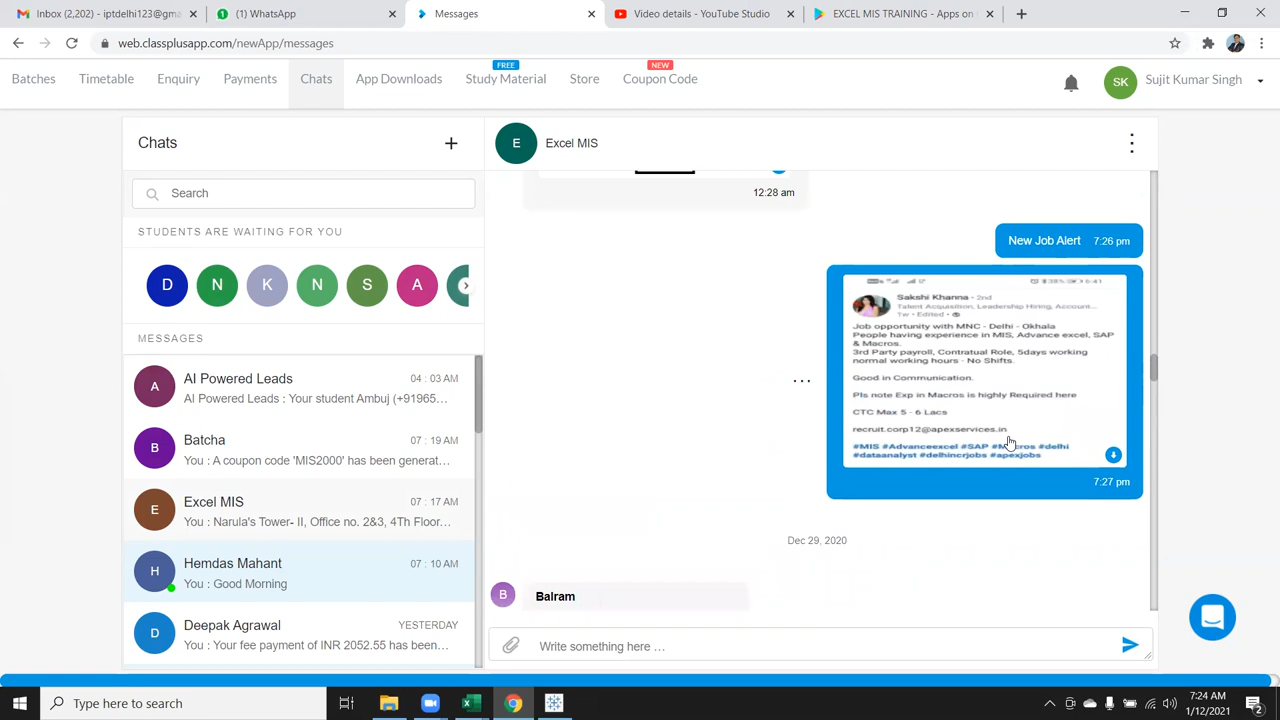 Inbox (2,202) - iptdelhi123@gma
(1) WhatsApp
Messages
Video details - YouTube Studio
EXCEL MIS TRAINING - Apps on
web.classplusapp.com/newApp/messages
FREE
NEW
Batches
Timetable
Enquiry
Payments
Chats
App Downloads
Study Material
Store
Coupon Code
SK
Sujit Kumar Singh
Chats
E
Excel MIS
Search
12:28 am
STUDENTS ARE WAITING FOR YOU
New Job Alert 7:26 pm
D
N
K
N
S
A
6:41
Sakshi Khanna - 2nd
Talent Acquisition, Leadership Hiring, Account...
1w • Edited •
Job opportunity with MNC - Delhi - Okhala
People having experience in MIS, Advance excel, SAP
& Macros.
3rd Party payroll, Contratual Role, 5days working
normal working hours - No Shifts.
Good in Communication.
Pls note Exp in Macros is highly Required here
CTC Max 5 - 6 Lacs
recruit.corp12@apexservices.in
#MIS #Advanceexcel #SAP #Macros #delhi
#dataanalyst #delhincrjobs #apexjobs
7:27 pm
A
AI Powered Leads
04 : 03 AM
AI Powered Leads : Your student Ambuj (+91965...
B
Batcha
07 : 19 AM
00" has been generat...
E
Excel MIS
07 : 17 AM
You : Narula's Tower- II, Office no. 2&3, 4Th Floor...
H
Hemdas Mahant
07 : 10 AM
You : Good Morning
D
Deepak Agrawal
YESTERDAY
You : Your fee payment of INR 2052.55 has been...
Dec 29, 2020
B
Balram
Write something here ...
Type here to search
7:24 AM
1/12/2021
2